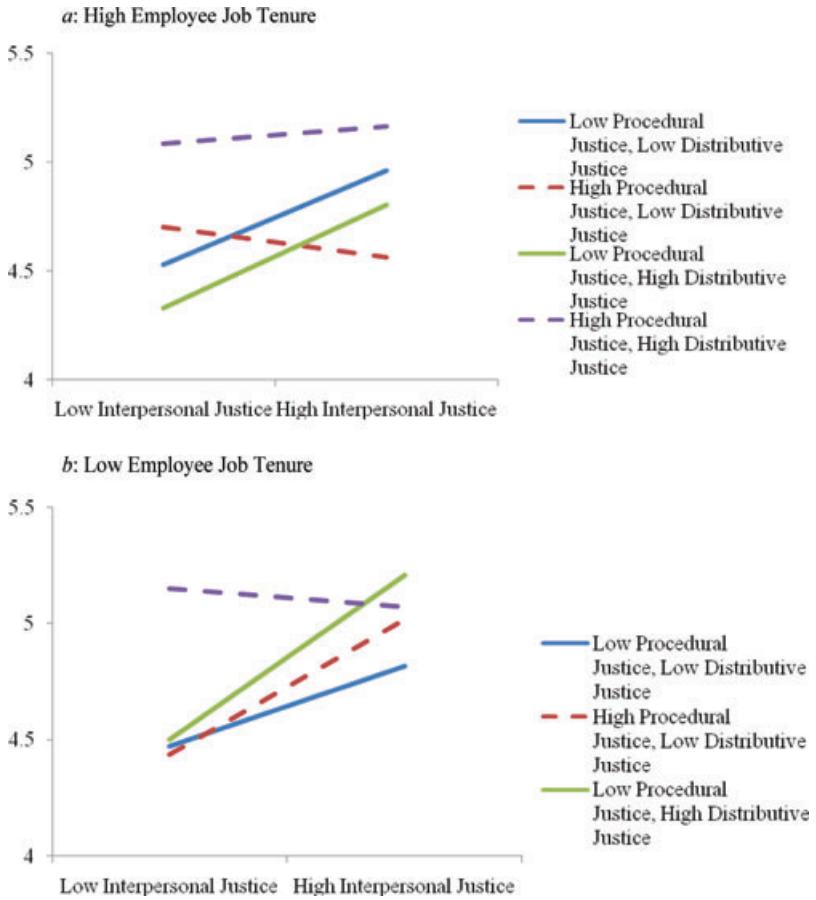 a: High Employee Job Tenure
5.5
5
4.5
4
Low Interpersonal Justice High Interpersonal Justice
Low Procedural
Justice, Low Distributive
Justice
High Procedural
Justice, Low Distributive
Justice
Low Procedural
Justice, High Distributive
Justice
High Procedural
Justice, High Distributive
Justice
b: Low Employee Job Tenure
5.5
5
4.5
4
Low Interpersonal Justice High Interpersonal Justice
Low Procedural
Justice, Low Distributive
Justice
High Procedural
Justice, Low Distributive
Justice
Low Procedural
Justice, High Distributive
Justice